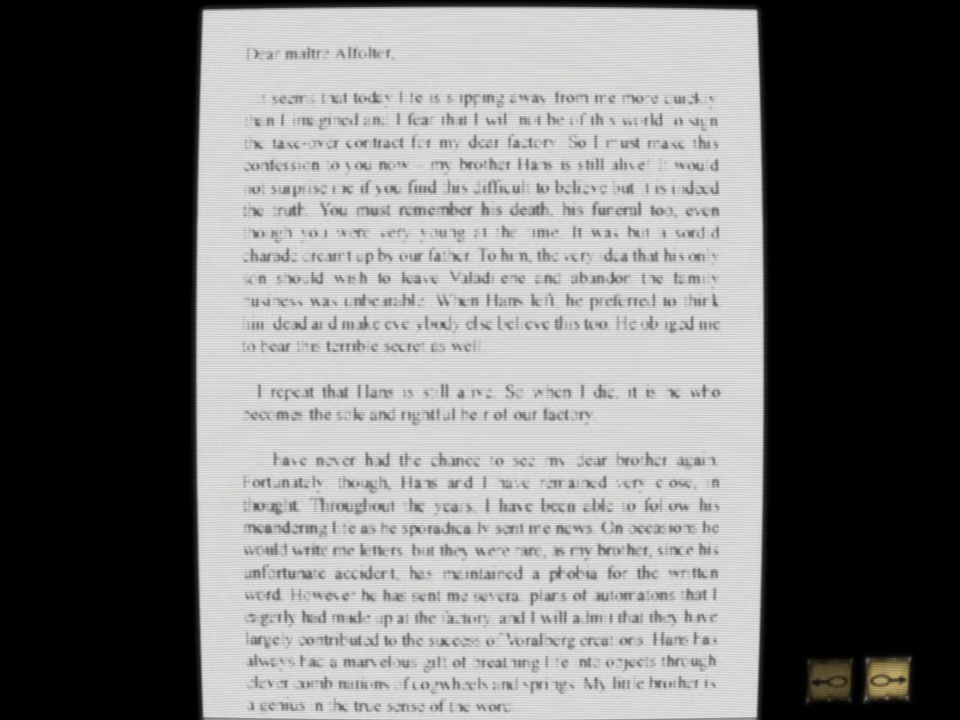 Dear maître Alfolter,
It seems that today life is slipping away from me more quickly
than I imagined and I fear that I will not be of this world to sign
the take-over contract for my dear factory. So I must make this
confession to you now - my brother Hans is still alive! It would
not surprise me if you find this difficult to believe but it is indeed
the truth. You must remember his death, his funeral too, even
though you were very young at the time. It was but a sordid
charade dreamt up by our father. To him, the very idea that his only
son should wish to leave Valadilene and abandon the family
business was unbearable. When Hans left, he preferred to think
him dead and make everybody else believe this too. He obliged me
to bear this terrible secret as well.
I repeat that Hans is still alive. So when I die, it is he who
becomes the sole and rightful heir of our factory.
I have never had the chance to see my dear brother again.
Fortunately, though, Hans and I have remained very close, in
thought. Throughout the years, I have been able to follow his
meandering life as he sporadically sent me news. On occasions he
would write me letters, but they were rare, as my brother, since his
unfortunate accident, has maintained a phobia for the written
word. However he has sent me several plans of automatons that I
eagerly had made up at the factory, and I will admit that they have
largely contributed to the success of Voralberg creations. Hans has
always had a marvelous gift of breathing life into objects through
clever combinations of cogwheels and springs. My little brother is
a genius in the true sense of the word.